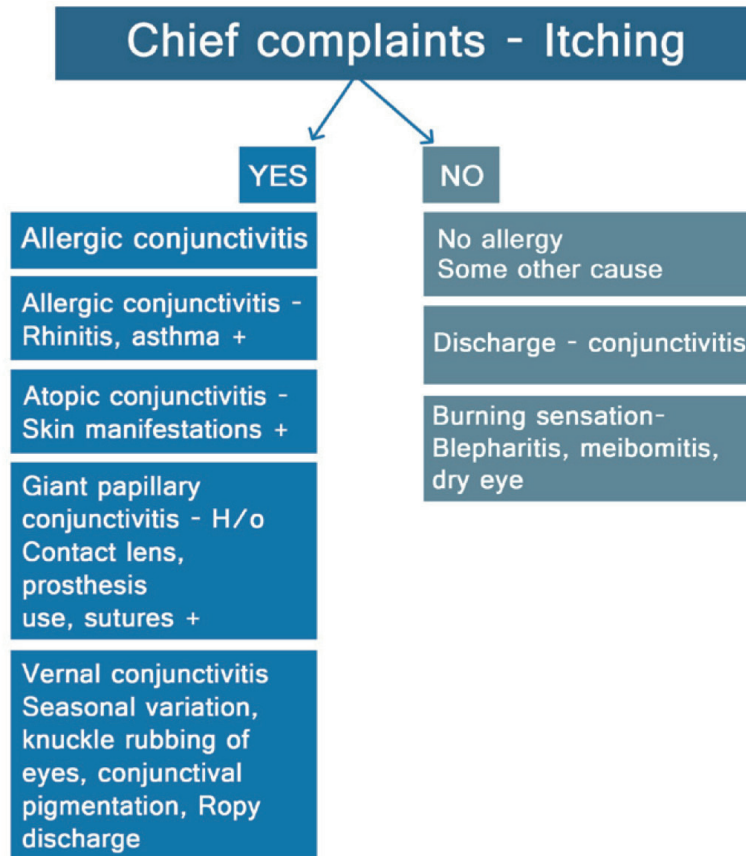 Chief complaints - Itching
YES
NO
Allergic conjunctivitis
Allergic conjunctivitis -
Rhinitis, asthma +
Atopic conjunctivitis -
Skin manifestations +
Giant papillary
conjunctivitis - H/o
Contact lens,
prosthesis
use, sutures +
Vernal conjunctivitis
Seasonal variation,
knuckle rubbing of
eyes, conjunctival
pigmentation, Ropy
discharge
No allergy
Some other cause
Discharge - conjunctivitis
Burning sensation-
Blepharitis, meibomitis,
dry eye